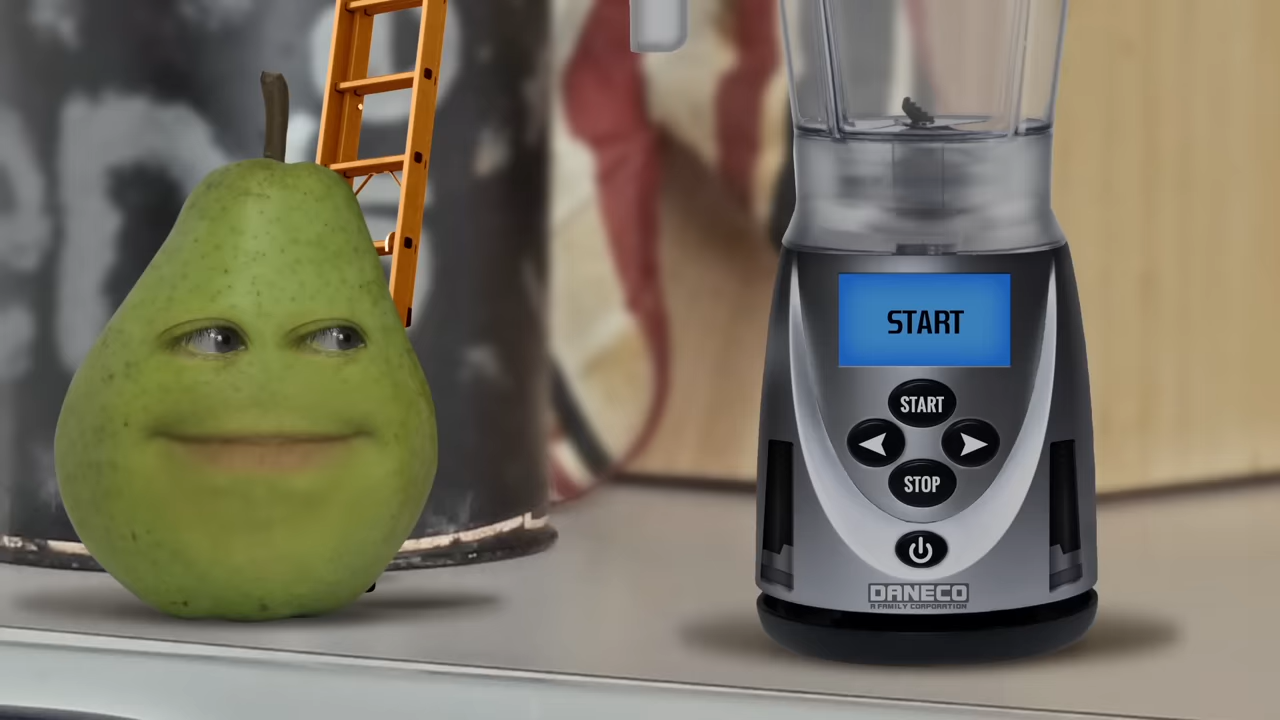 START
START
STOP
DANECO
A FAMILY CORPORATION